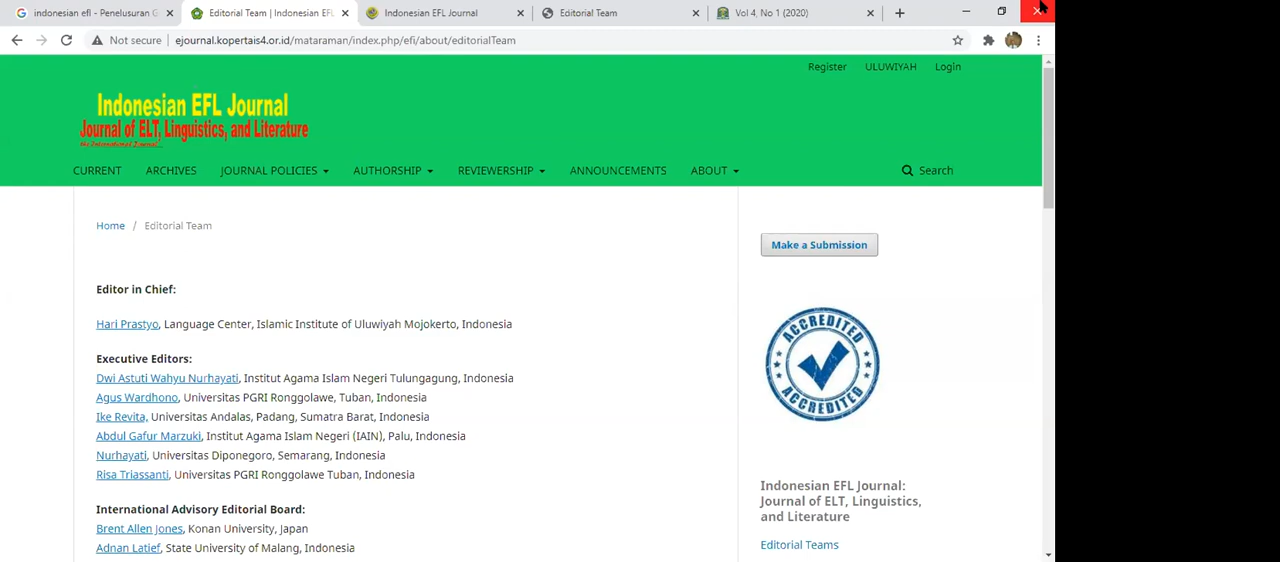 indonesian efl - Penelusuran G
Editorial Team | Indonesian EFL
Indonesian EFL Journal
Editorial Team
Vol 4, No 1 (2020)
Not secure
ejournal.kopertais4.or.id/mataraman/index.php/efi/about/editorialTeam
Register ULUWIYAH Login
Indonesian EFL Journal
Journal of ELT, Linguistics, and Literature
the International Journal...
CURRENT ARCHIVES JOURNAL POLICIES AUTHORSHIP REVIEWERSHIP ANNOUNCEMENTS ABOUT Search
Home / Editorial Team
Make a Submission
Editor in Chief:
Hari Prastyo, Language Center, Islamic Institute of Uluwiyah Mojokerto, Indonesia
Executive Editors:
Dwi Astuti Wahyu Nurhayati, Institut Agama Islam Negeri Tulungagung, Indonesia
Agus Wardhono, Universitas PGRI Ronggolawe, Tuban, Indonesia
Ike Revita, Universitas Andalas, Padang, Sumatra Barat, Indonesia
Abdul Gafur Marzuki, Institut Agama Islam Negeri (IAIN), Palu, Indonesia
Nurhayati, Universitas Diponegoro, Semarang, Indonesia
Risa Triassanti, Universitas PGRI Ronggolawe Tuban, Indonesia
International Advisory Editorial Board:
Brent Allen Jones, Konan University, Japan
Adnan Latief, State University of Malang, Indonesia
ACCREDITED
ACCREDITED
Indonesian EFL Journal:
Journal of ELT, Linguistics,
and Literature
Editorial Teams